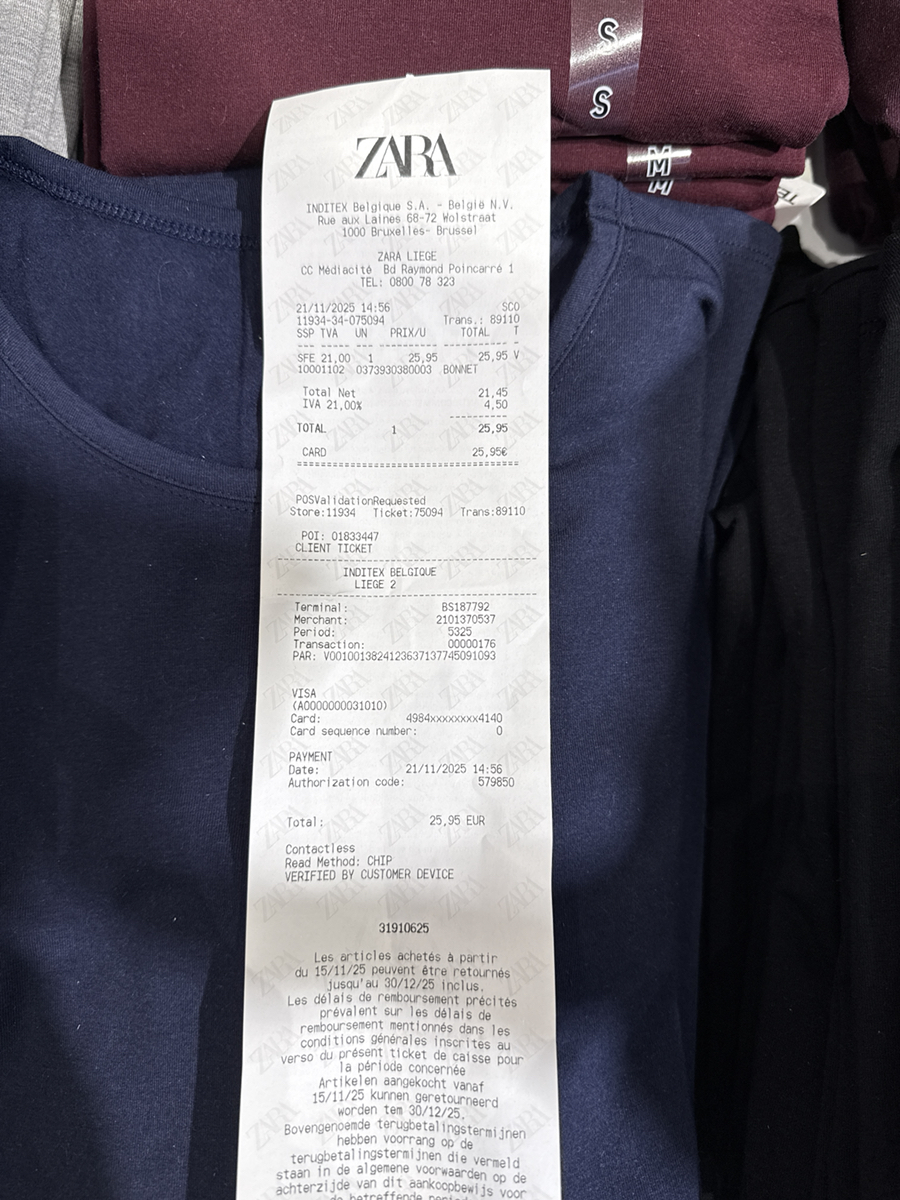 S
S
M
M
ZARA
INDITEX Belgique S.A. - België N.V.
Rue aux Laines 68-72 Wolstraat
1000 Bruxelles- Brussel
ZARA LIEGE
CC Médiacité Bd Raymond Poincarré 1
TEL: 0800 78 323
21/11/2025 14:56 SCO
11934-34-075094 Trans.: 89110
SSP TVA UN PRIX/U TOTAL T
SFE 21,00 1 25,95 25,95 V
10001102 0373930380003 BONNET
Total Net 21,45
IVA 21,00% 4,50
TOTAL 1 25,95
CARD 25,95€
POSValidationRequested
Store:11934 Ticket:75094 Trans:89110
POI: 01833447
CLIENT TICKET
INDITEX BELGIQUE
LIEGE 2
Terminal: BS187792
Merchant: 2101370537
Period: 5325
Transaction: 00000176
PAR: V0010013824123637137745091093
VISA
(A0000000031010)
Card: 4984xxxxxxxx4140
Card sequence number: 0
PAYMENT
Date: 21/11/2025 14:56
Authorization code: 579850
Total: 25,95 EUR
Contactless
Read Method: CHIP
VERIFIED BY CUSTOMER DEVICE
31910625
Les articles achetés à partir
du 15/11/25 peuvent être retournés
jusqu'au 30/12/25 inclus.
Les délais de remboursement précités
prévalent sur les délais de
remboursement mentionnés dans les
conditions générales inscrites au
verso du présent ticket de caisse pour
la période concernée
Artikelen aangekocht vanaf
15/11/25 kunnen geretourneerd
worden tem 30/12/25.
Bovengenoemde terugbetalingstermijnen
hebben voorrang op de
terugbetalingstermijnen die vermeld
staan in de algemene voorwaarden op de
achterzijde van dit aankoopbewijs voor
de betreffende